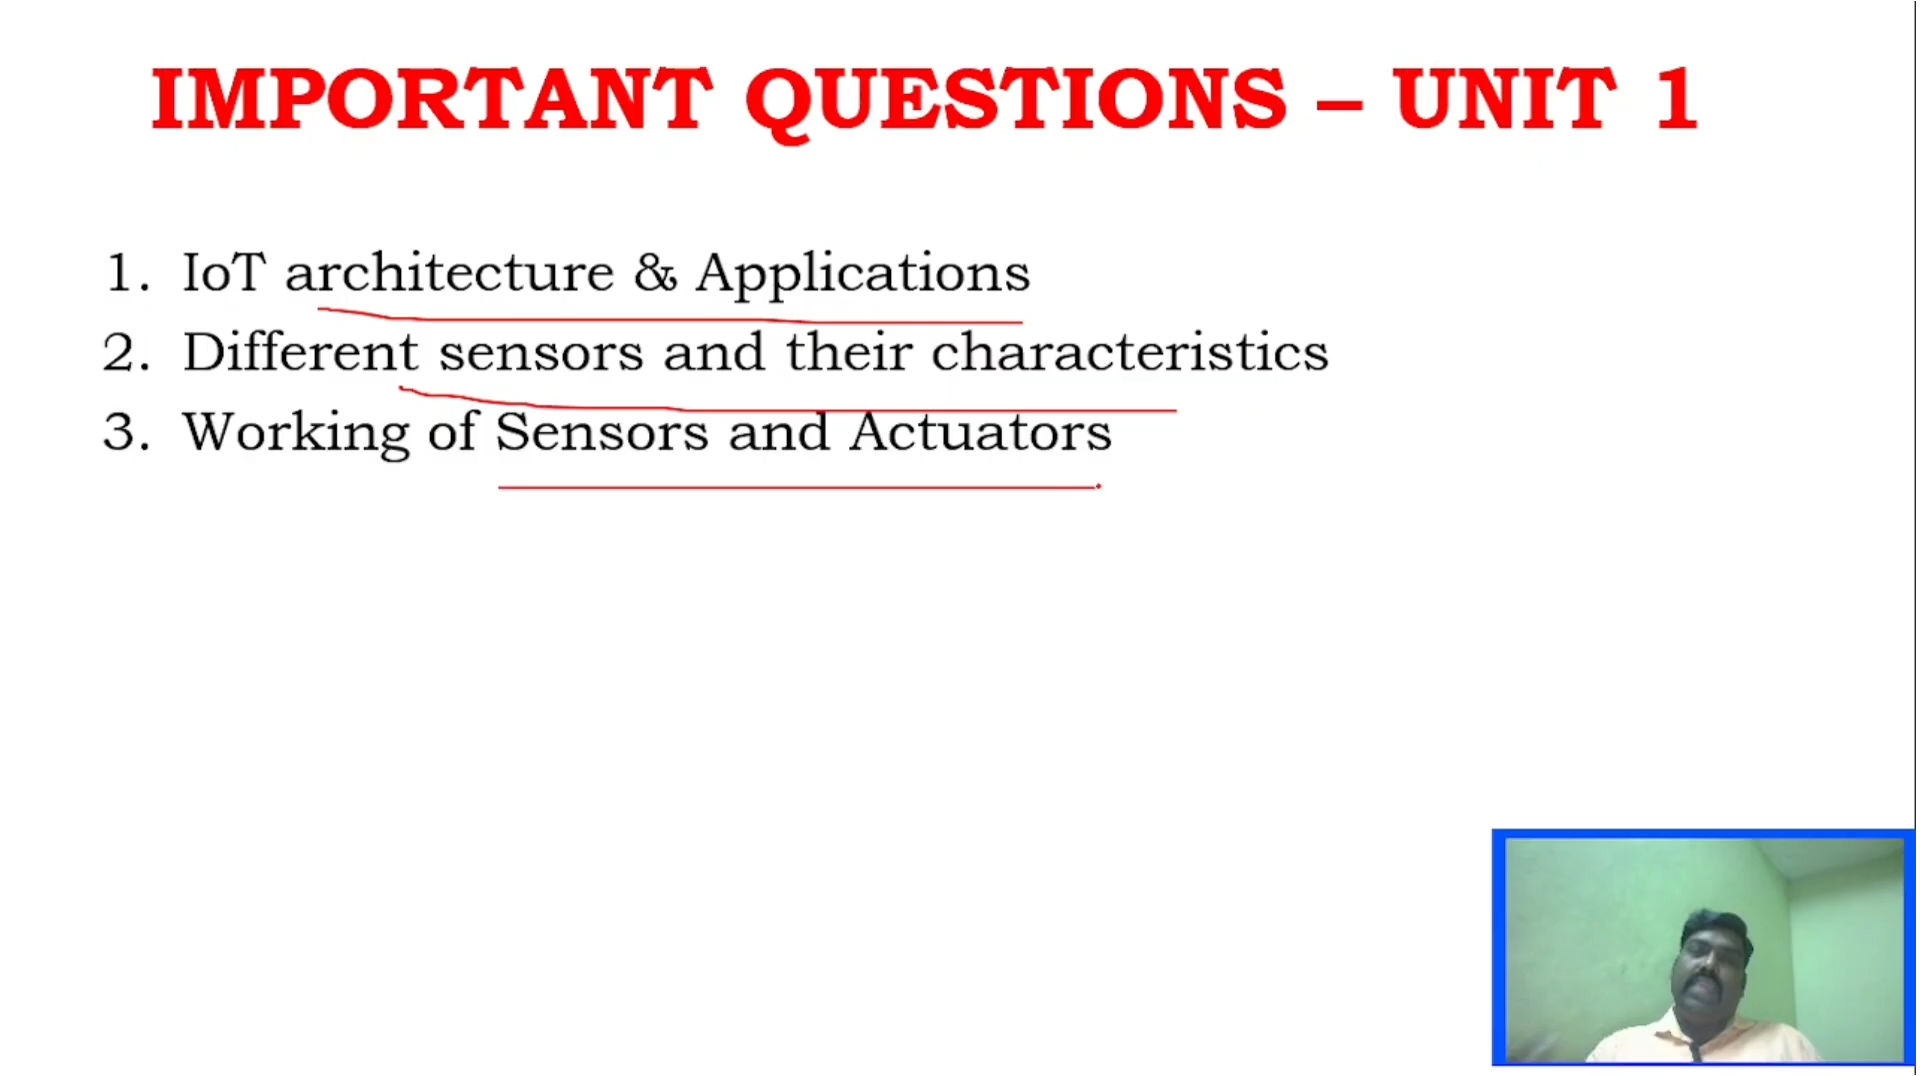 IMPORTANT QUESTIONS – UNIT 1
1. IoT architecture & Applications
2. Different sensors and their characteristics
3. Working of Sensors and Actuators